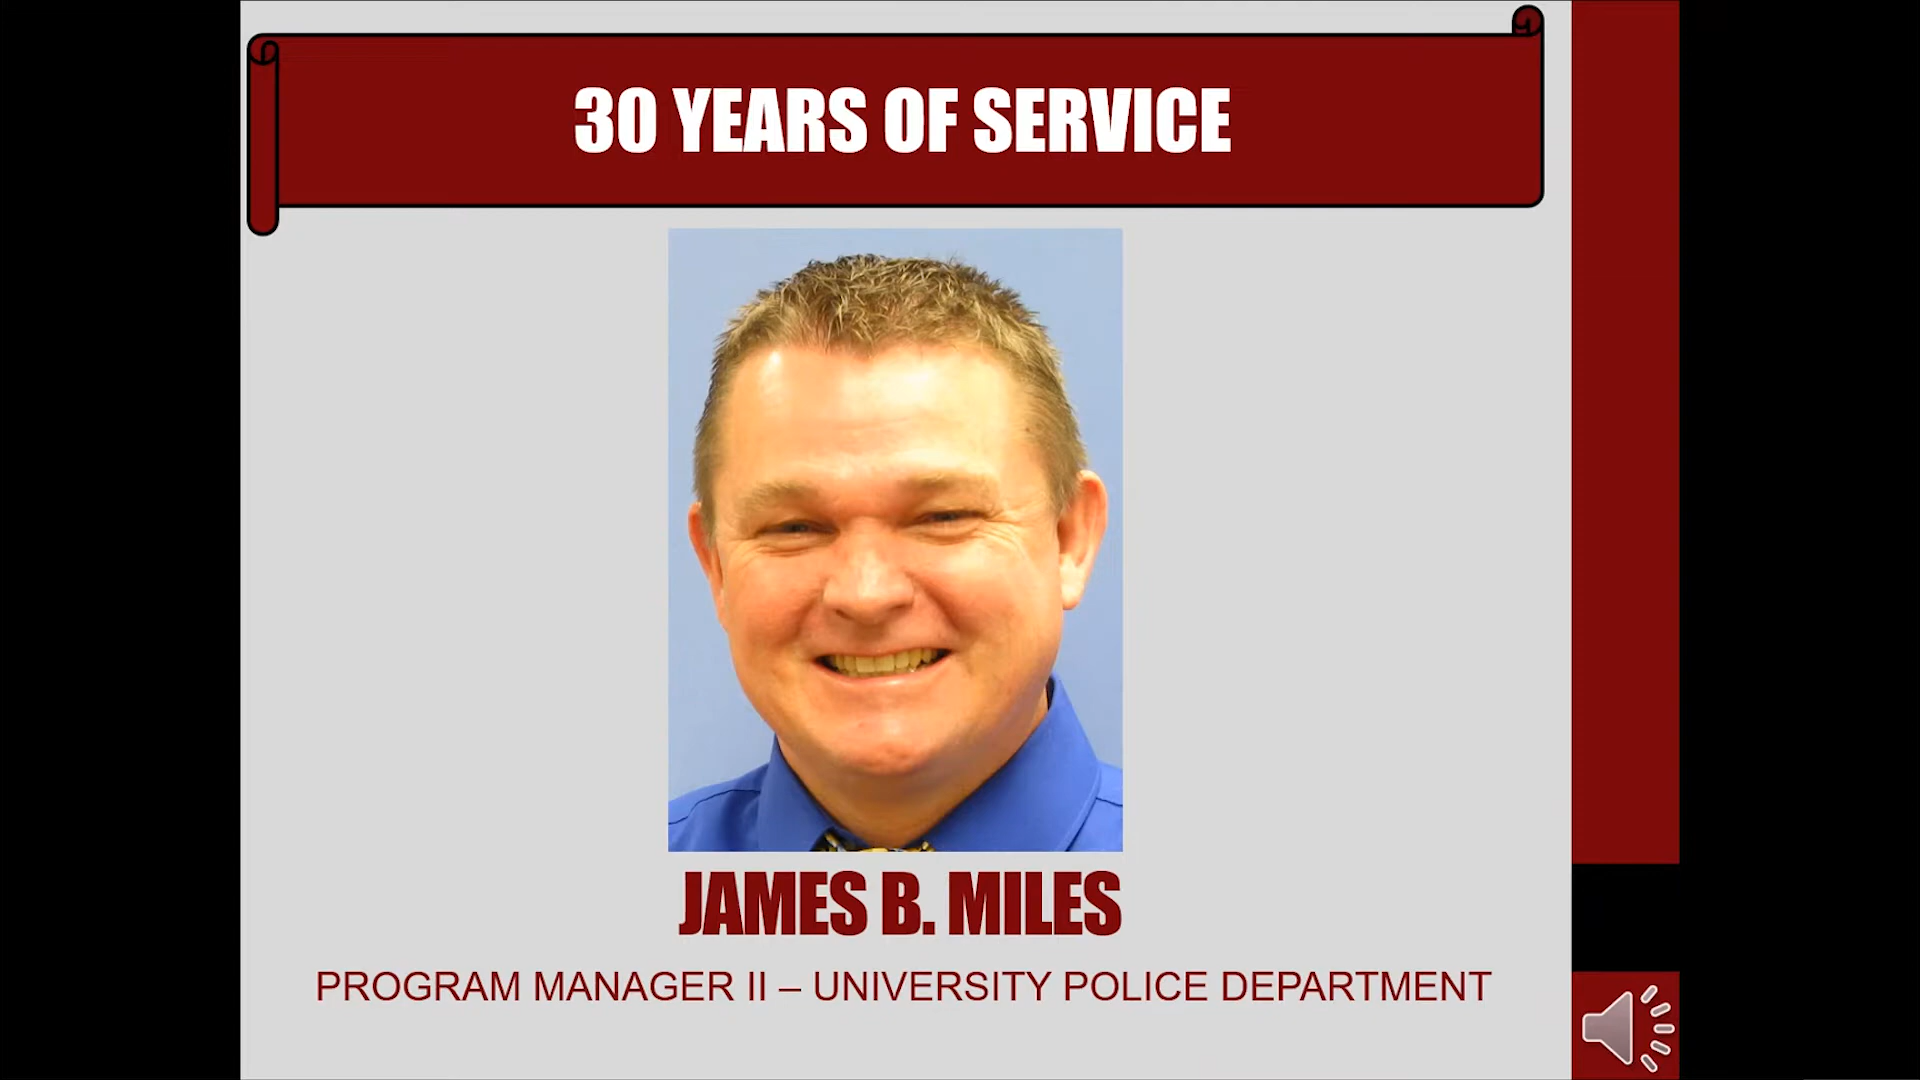 30 YEARS OF SERVICE
JAMES B. MILES
PROGRAM MANAGER II – UNIVERSITY POLICE DEPARTMENT